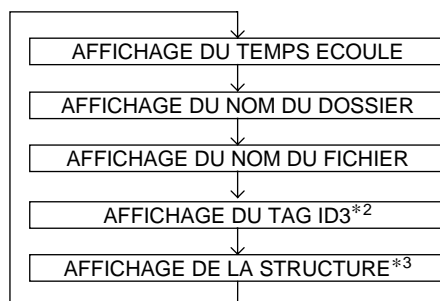 AFFICHAGE DU TEMPS ECOULE
AFFICHAGE DU NOM DU DOSSIER
AFFICHAGE DU NOM DU FICHIER
AFFICHAGE DU TAG ID3*2
AFFICHAGE DE LA STRUCTURE*3